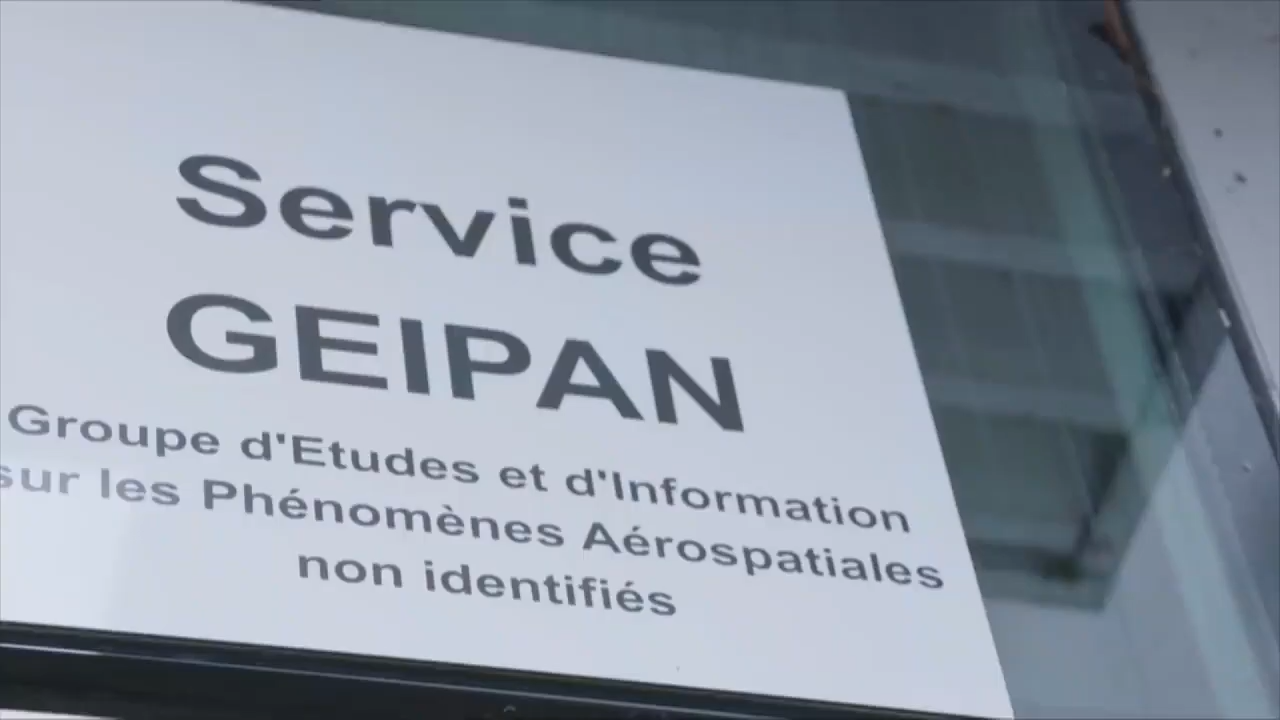 Service
GEIPAN
Groupe d'Etudes et d'Information
sur les Phénomènes Aérospatiales
non identifiés